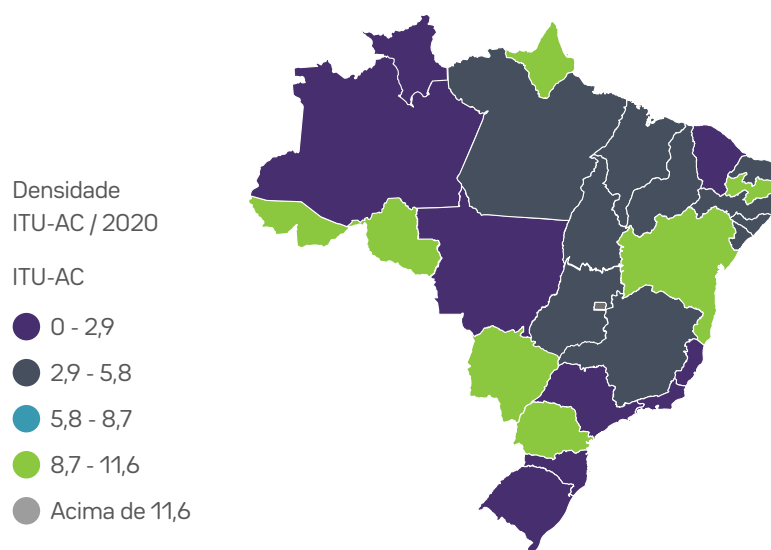 Densidade
ITU-AC / 2020
ITU-AC
0 - 2,9
2,9 - 5,8
5,8 - 8,7
8,7 - 11,6
Acima de 11,6